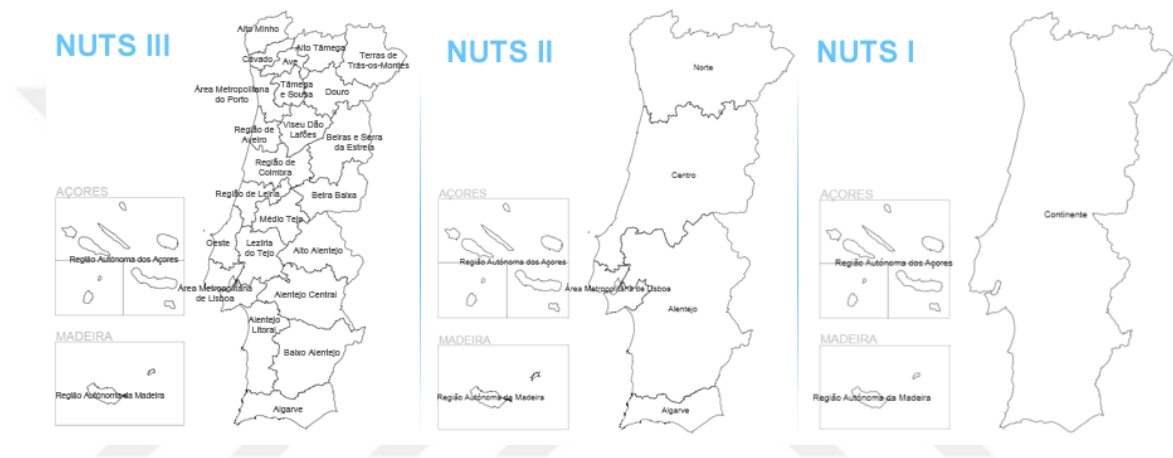 NUTS III
Alto Minho
Alto Tâmega
Terras de
Trás-os-Montes
Cávado
Ave
Tâmega
e Sousa
Douro
Área Metropolitana
do Porto
Região de
Aveiro
Viseu Dão
Lafões
Beiras e Serra
da Estrela
Região de
Coimbra
Região de Leiria
Beira Baixa
Médio Tejo
Oeste
Lezíria
do Tejo
Alto Alentejo
Área Metropolitana
de Lisboa
Alentejo Central
Alentejo
Litoral
Baixo Alentejo
Algarve
AÇORES
Região Autónoma dos Açores
MADEIRA
Região Autónoma da Madeira
NUTS II
Norte
Centro
Área Metropolitana de Lisboa
Alentejo
Algarve
AÇORES
Região Autónoma dos Açores
MADEIRA
Região Autónoma da Madeira
NUTS I
Continente
AÇORES
Região Autónoma dos Açores
MADEIRA
Região Autónoma da Madeira